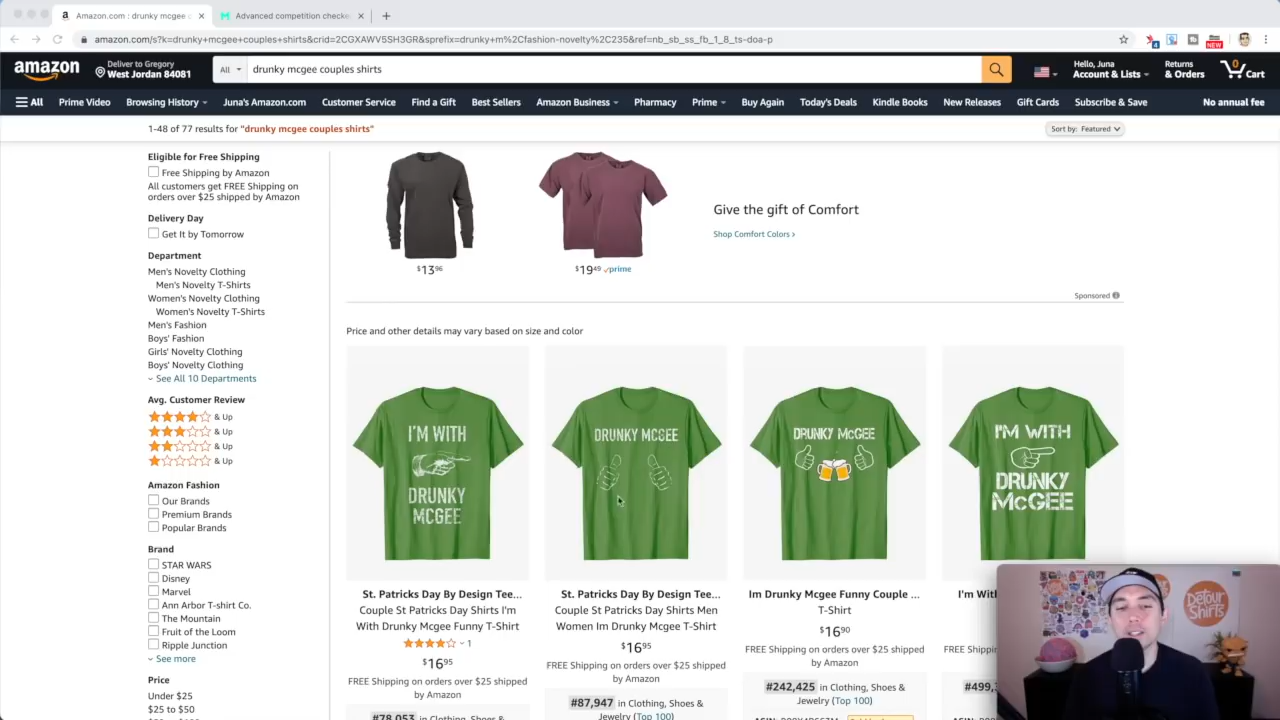 Amazon.com : drunky mcgee c
Advanced competition checke
amazon.com/s?k=drunky+mcgee+couples+shirts&crid=2CGXAWV5SH3GR&sprefix=drunky+m%2Cfashion-novelty%2C235&ref=nb_sb_ss_fb_1_8_ts-doa-p
4
NEW
amazon
Deliver to Gregory
West Jordan 84081
All
drunky mcgee couples shirts
Hello, Juna
Account & Lists
Returns
& Orders
0
Cart
All
Prime Video
Browsing History
Juna's Amazon.com
Customer Service
Find a Gift
Best Sellers
Amazon Business
Pharmacy
Prime
Buy Again
Today's Deals
Kindle Books
New Releases
Gift Cards
Subscribe & Save
No annual fee
1-48 of 77 results for "drunky mcgee couples shirts"
Sort by: Featured
Eligible for Free Shipping
Free Shipping by Amazon
All customers get FREE Shipping on
orders over $25 shipped by Amazon
Delivery Day
Get It by Tomorrow
Department
Men's Novelty Clothing
Men's Novelty T-Shirts
Women's Novelty Clothing
Women's Novelty T-Shirts
Men's Fashion
Boys' Fashion
Girls' Novelty Clothing
Boys' Novelty Clothing
See All 10 Departments
Avg. Customer Review
& Up
& Up
& Up
& Up
Amazon Fashion
Our Brands
Premium Brands
Popular Brands
Brand
STAR WARS
Disney
Marvel
Ann Arbor T-shirt Co.
The Mountain
Fruit of the Loom
Ripple Junction
See more
Price
Under $25
$25 to $50
$13 96
$19 49 prime
Give the gift of Comfort
Shop Comfort Colors ›
Sponsored
Price and other details may vary based on size and color
I'M WITH
DRUNKY
MCGEE
St. Patricks Day By Design Tee...
Couple St Patricks Day Shirts I'm
With Drunky Mcgee Funny T-Shirt
1
$16 95
FREE Shipping on orders over $25 shipped
by Amazon
#78,053 in Clothing, Shoes &
DRUNKY MCGEE
St. Patricks Day By Design Tee...
Couple St Patricks Day Shirts Men
Women Im Drunky Mcgee T-Shirt
$16 95
FREE Shipping on orders over $25 shipped
by Amazon
#87,947 in Clothing, Shoes &
Jewelry (Top 100)
DRUNKY McGEE
Im Drunky Mcgee Funny Couple ...
T-Shirt
$16 90
FREE Shipping on orders over $25 shipped
by Amazon
#242,425 in Clothing, Shoes &
Jewelry (Top 100)
I'M WITH
DRUNKY
McGEE
I'm With
FREE Shipping
#499,
DETOUR
SHIRTS